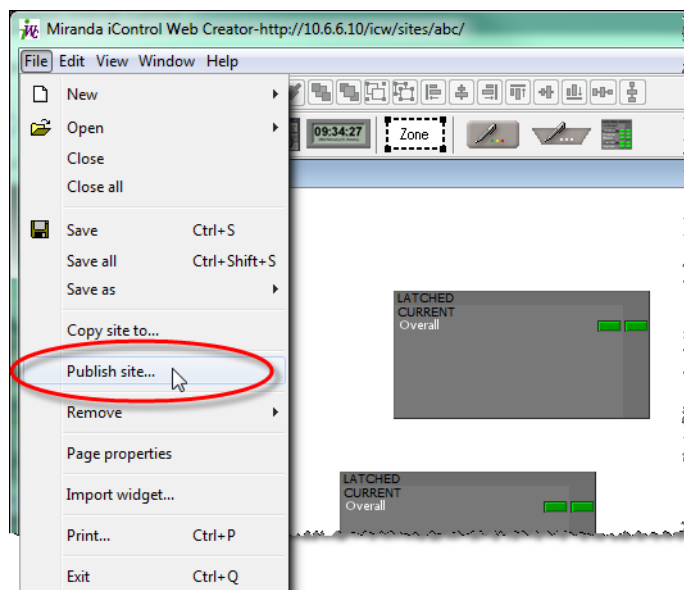 Miranda iControl Web Creator-http://10.6.6.10/icw/sites/abc/
File Edit View Window Help
New
Open
09:34:27
Zone
Close
Close all
Save Ctrl+S
Save all Ctrl+Shift+S
Save as
LATCHED
CURRENT
Overall
Copy site to...
Publish site...
Remove
Page properties
LATCHED
CURRENT
Overall
Import widget...
Print... Ctrl+P
Exit Ctrl+Q